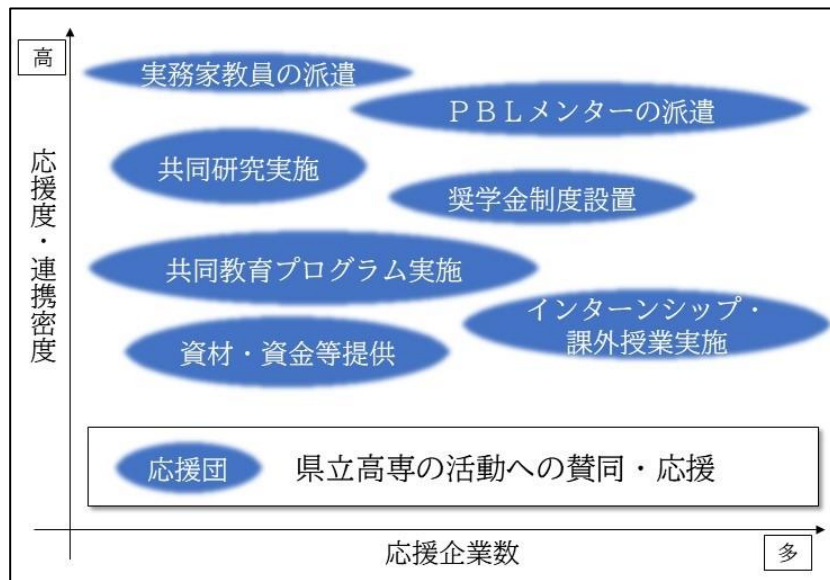 高
実務家教員の派遣
ＰＢＬメンターの派遣
共同研究実施
奨学金制度設置
応援度・連携密度
共同教育プログラム実施
インターンシップ・
課外授業実施
資材・資金等提供
応援団
県立高専の活動への賛同・応援
応援企業数
多